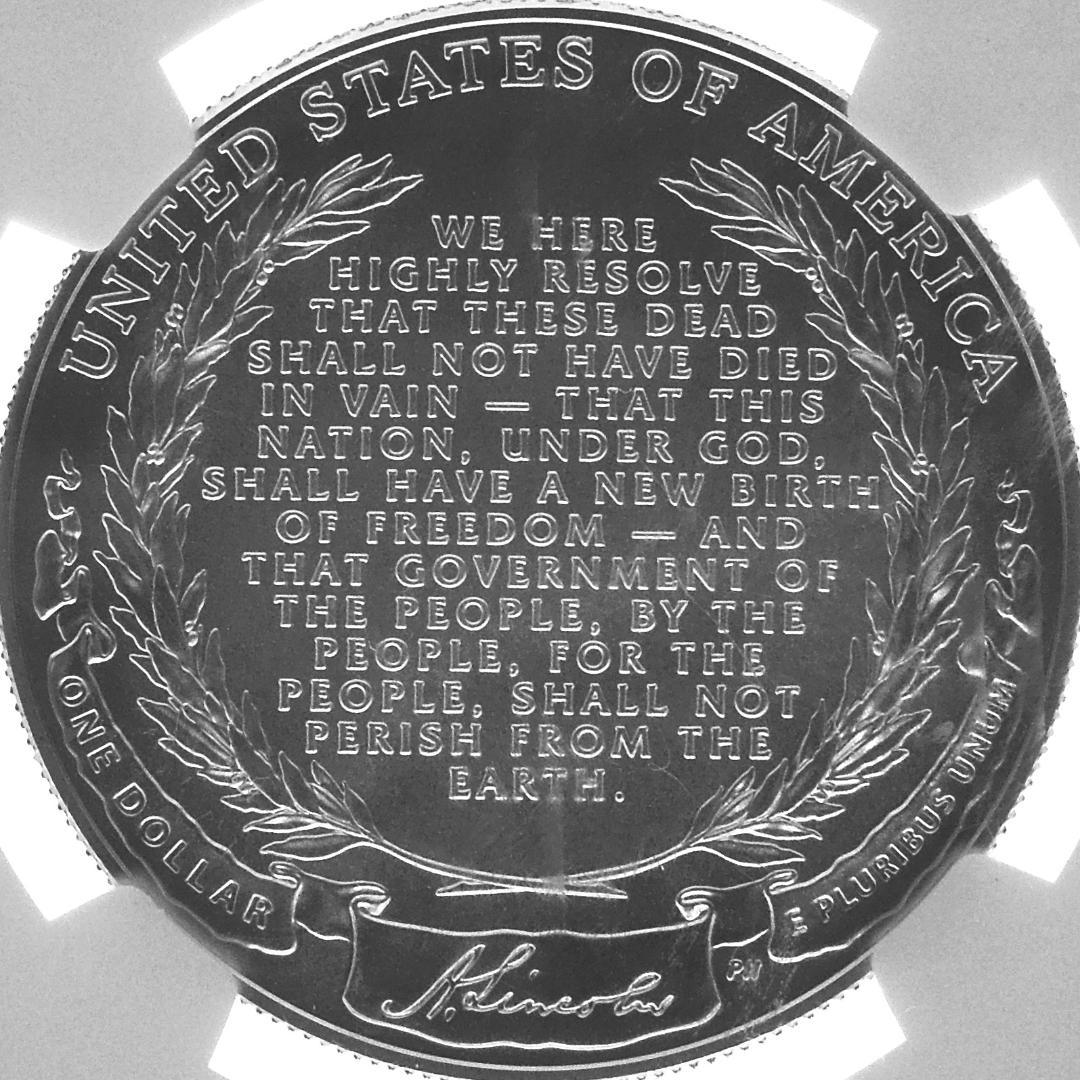 UNITED STATES OF AMERICA
WE HERE
HIGHLY RESOLVE
THAT THESE DEAD
SHALL NOT HAVE DIED
IN VAIN — THAT THIS
NATION, UNDER GOD,
SHALL HAVE A NEW BIRTH
OF FREEDOM — AND
THAT GOVERNMENT OF
THE PEOPLE, BY THE
PEOPLE, FOR THE
PEOPLE, SHALL NOT
PERISH FROM THE
EARTH.
ONE DOLLAR
A. Lincoln
PH
E PLURIBUS UNUM